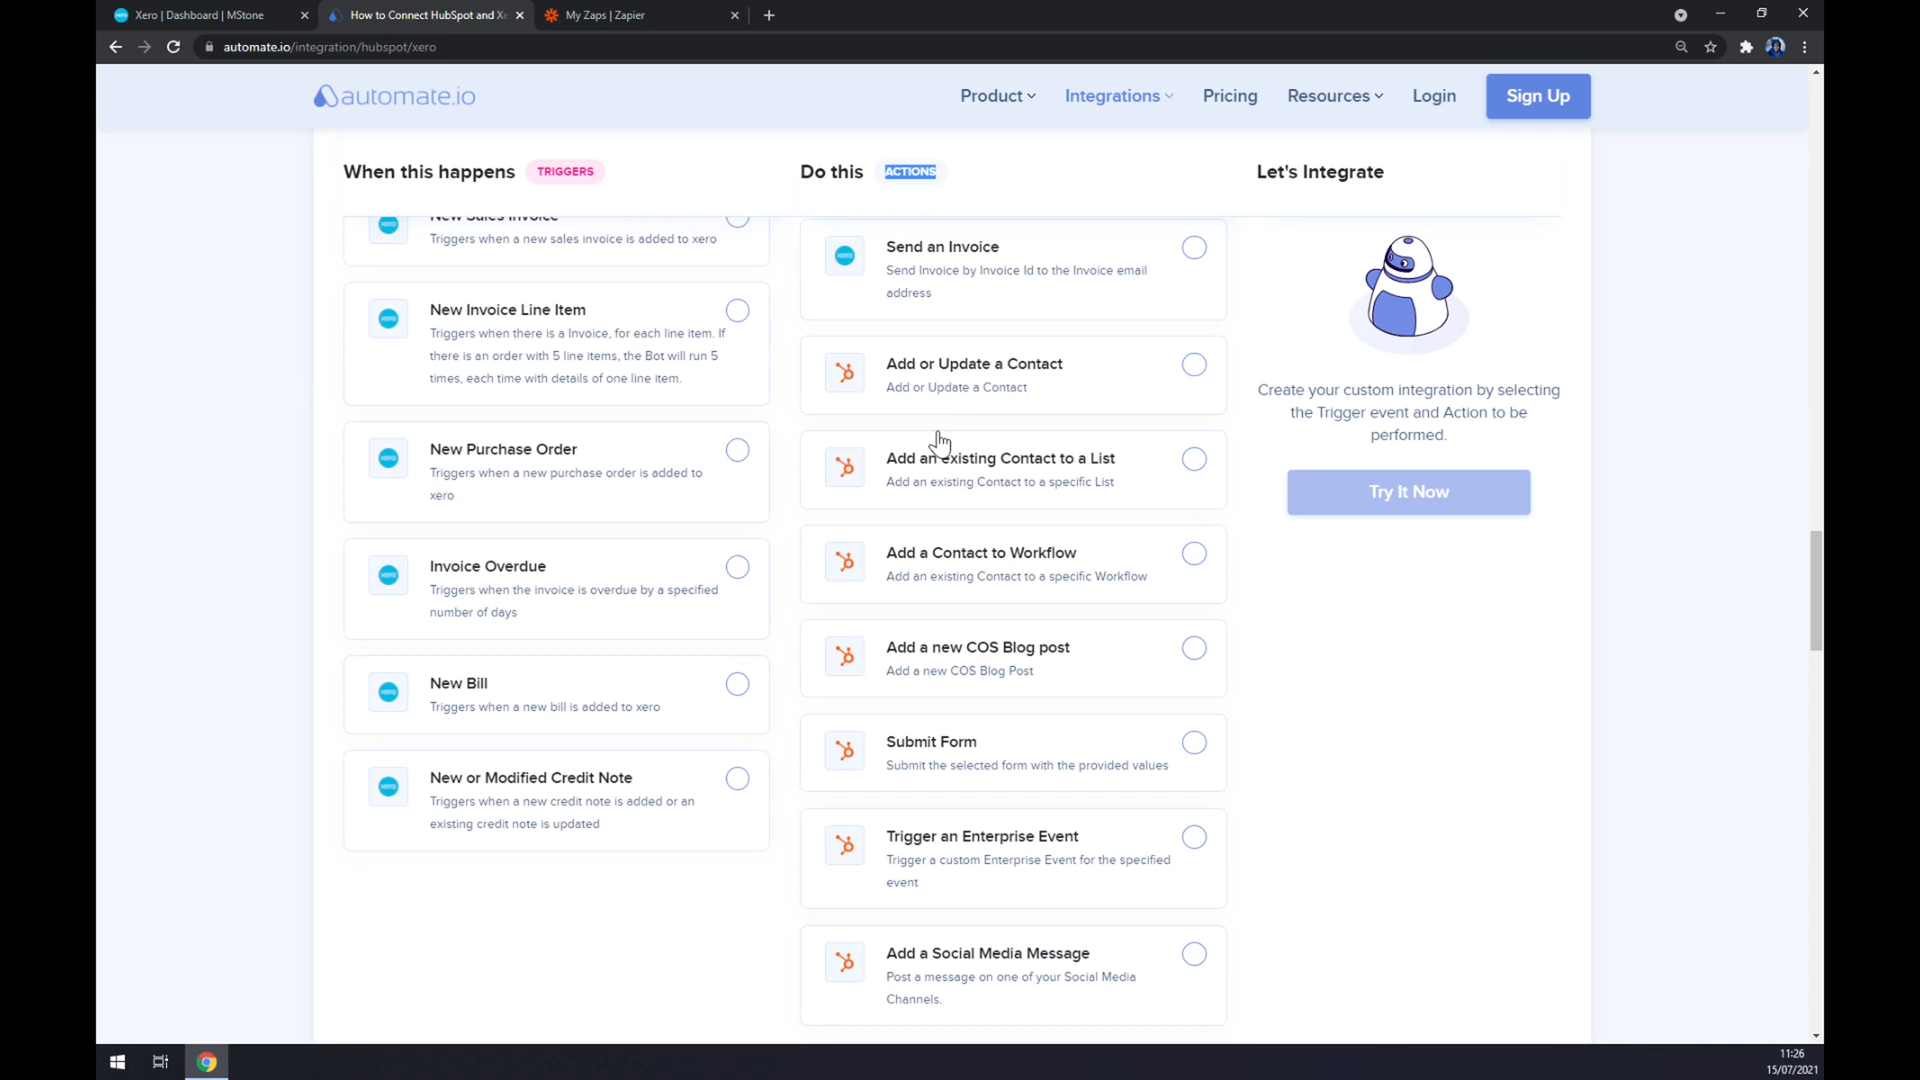 Xero | Dashboard | MStone
How to Connect HubSpot and Xe
My Zaps | Zapier
automate.io/integration/hubspot/xero
automate.io
Product
Integrations
Pricing
Resources
Login
Sign Up
When this happens
TRIGGERS
Do this
ACTIONS
Let's Integrate
New Sales Invoice
Triggers when a new sales invoice is added to xero
New Invoice Line Item
Triggers when there is a Invoice, for each line item. If
there is an order with 5 line items, the Bot will run 5
times, each time with details of one line item.
New Purchase Order
Triggers when a new purchase order is added to
xero
Invoice Overdue
Triggers when the invoice is overdue by a specified
number of days
New Bill
Triggers when a new bill is added to xero
New or Modified Credit Note
Triggers when a new credit note is added or an
existing credit note is updated
Send an Invoice
Send Invoice by Invoice Id to the Invoice email
address
Add or Update a Contact
Add or Update a Contact
Add an existing Contact to a List
Add an existing Contact to a specific List
Add a Contact to Workflow
Add an existing Contact to a specific Workflow
Add a new COS Blog post
Add a new COS Blog Post
Submit Form
Submit the selected form with the provided values
Trigger an Enterprise Event
Trigger a custom Enterprise Event for the specified
event
Add a Social Media Message
Post a message on one of your Social Media
Channels.
Create your custom integration by selecting
the Trigger event and Action to be
performed.
Try It Now
11:26
15/07/2021